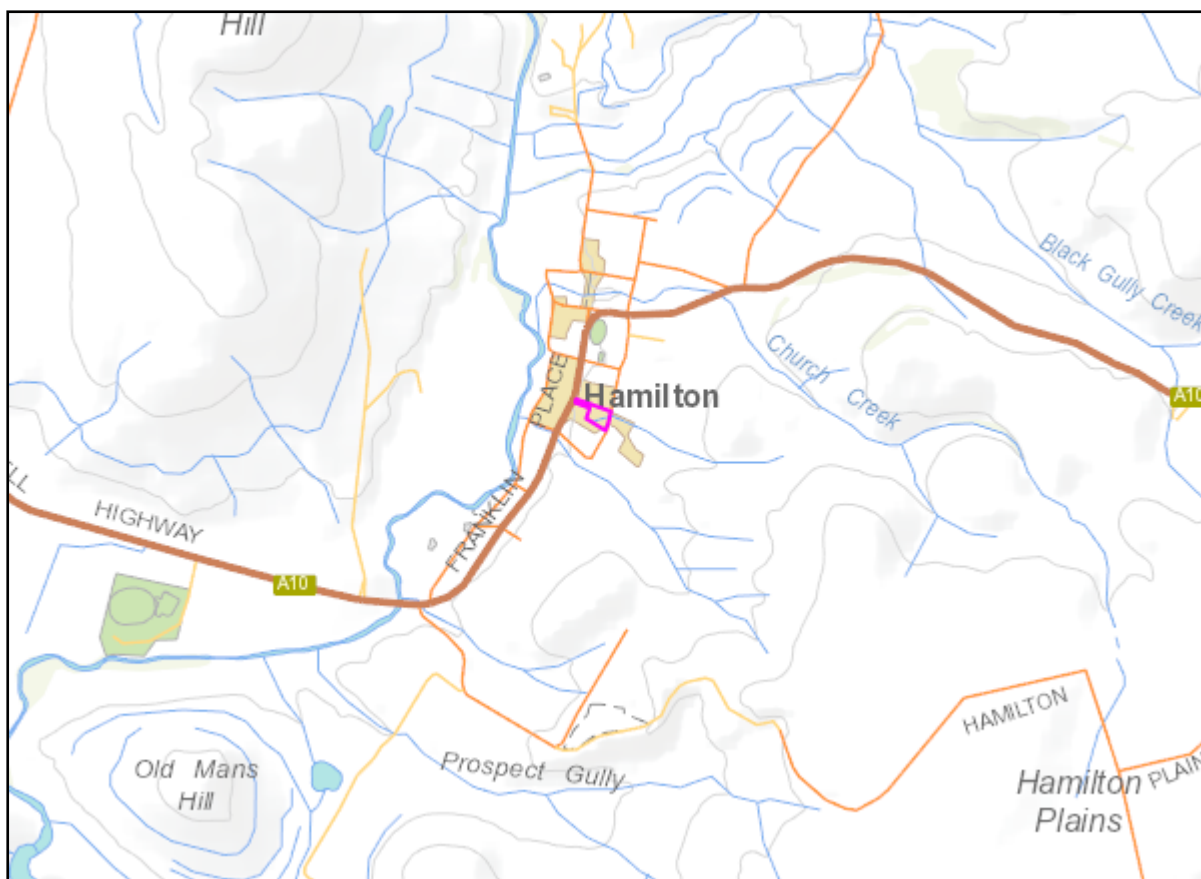 Hill
Black Gully Creek
Church Creek
PLACE
Hamilton
A10
ELL HIGHWAY
FRANKLIN
A10
HAMILTON
PLAIN
Old Mans
Hill
Prospect Gully
Hamilton
Plains